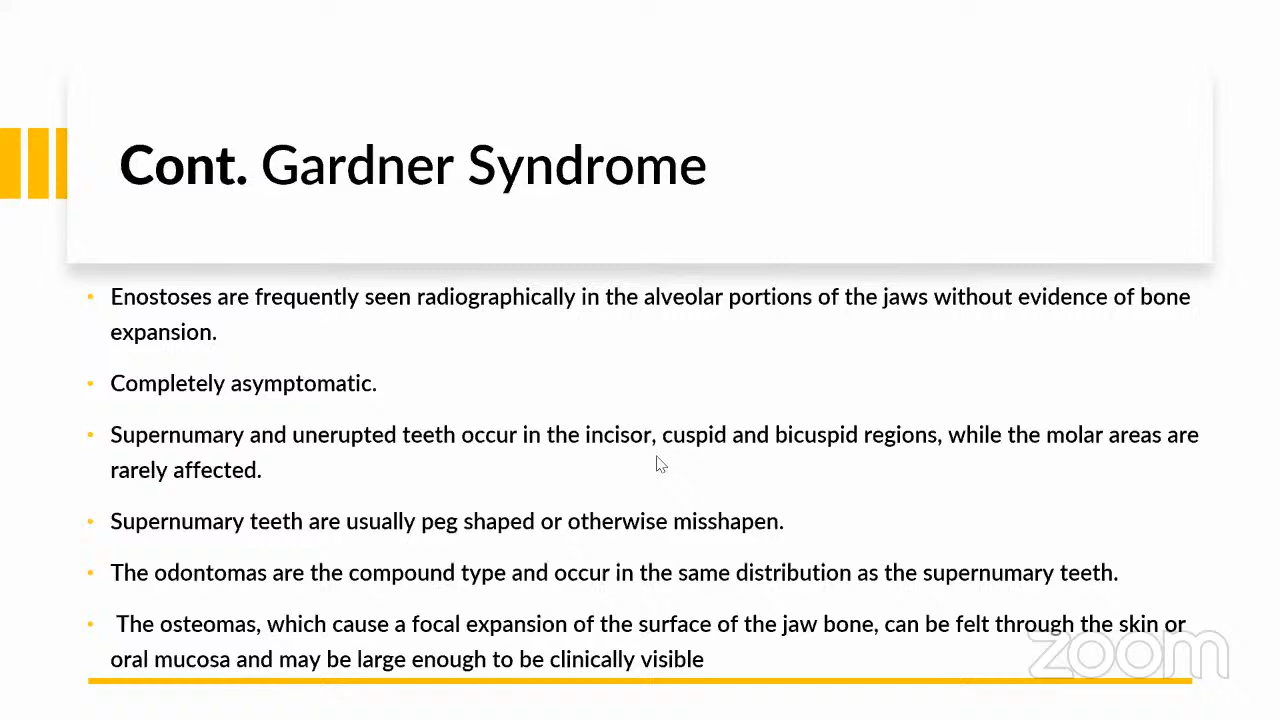 Cont. Gardner Syndrome
• Enostoses are frequently seen radiographically in the alveolar portions of the jaws without evidence of bone
expansion.
• Completely asymptomatic.
• Supernumary and unerupted teeth occur in the incisor, cuspid and bicuspid regions, while the molar areas are
rarely affected.
• Supernumary teeth are usually peg shaped or otherwise misshapen.
• The odontomas are the compound type and occur in the same distribution as the supernumary teeth.
• The osteomas, which cause a focal expansion of the surface of the jaw bone, can be felt through the skin or
oral mucosa and may be large enough to be clinically visible
zoom